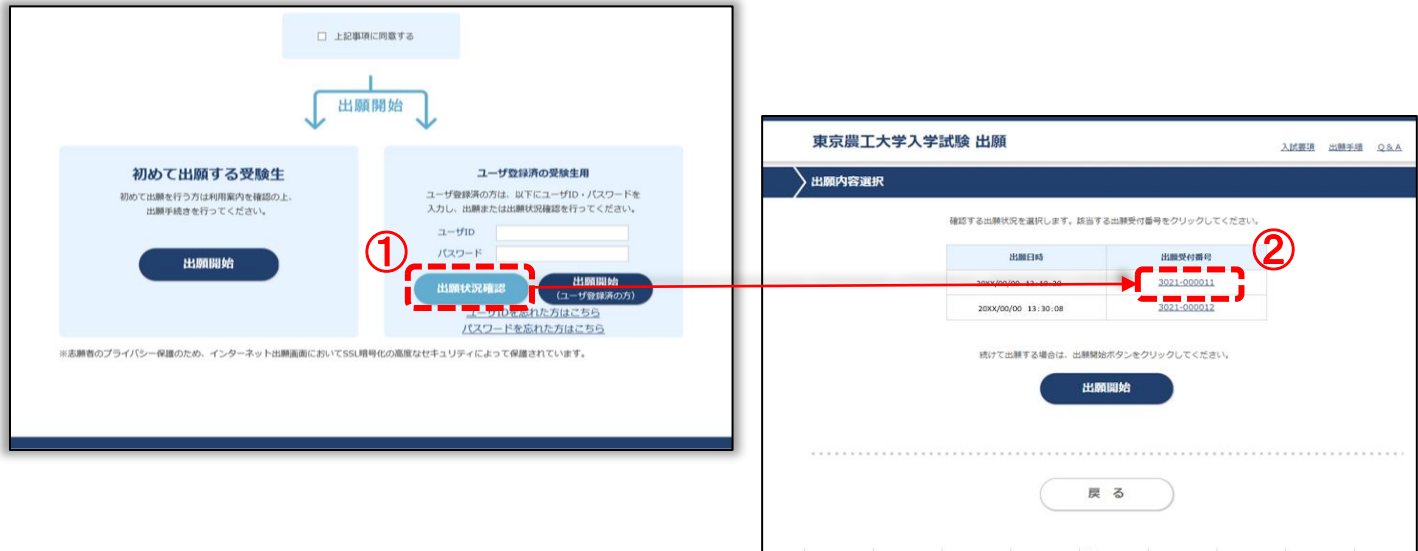 上記事項に同意する
出願開始
初めて出願する受験生
初めて出願を行う方は利用案内を確認の上、
出願手続きを行ってください。
出願開始
ユーザ登録済の受験生用
ユーザ登録済の方は、以下にユーザID・パスワードを
入力し、出願または出願状況確認を行ってください。
ユーザID
パスワード
①
出願状況確認
出願開始
(ユーザ登録済の方)
ユーザIDを忘れた方はこちら
パスワードを忘れた方はこちら
※志願者のプライバシー保護のため、インターネット出願画面においてSSL暗号化の高度なセキュリティによって保護されています。
東京農工大学入学試験 出願
入試要項 出願手順 Q&A
出願内容選択
確認する出願状況を選択します。該当する出願受付番号をクリックしてください。
出願日時 出願受付番号
②
20XX/00/00 3021-000011
20XX/00/00 13:30:08 3021-000012
続けて出願する場合は、出願開始ボタンをクリックしてください。
出願開始
戻 る